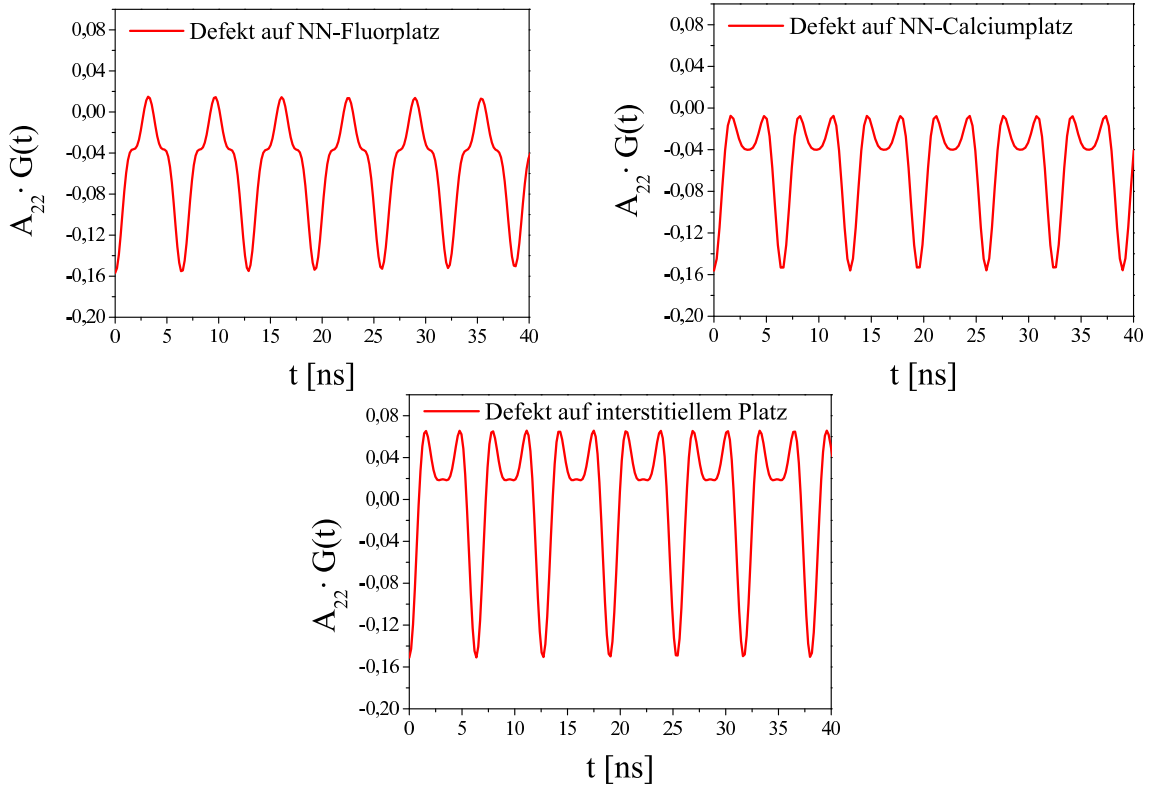 Defekt auf NN-Fluorplatz
0,08
0,04
0,00
-0,04
-0,08
-0,12
-0,16
-0,20
A22 · G(t)
0 5 10 15 20 25 30 35 40
t [ns]
Defekt auf NN-Calciumplatz
0,08
0,04
0,00
-0,04
-0,08
-0,12
-0,16
-0,20
A22 · G(t)
0 5 10 15 20 25 30 35 40
t [ns]
Defekt auf interstitiellem Platz
0,08
0,04
0,00
-0,04
-0,08
-0,12
-0,16
-0,20
A22 · G(t)
0 5 10 15 20 25 30 35 40
t [ns]